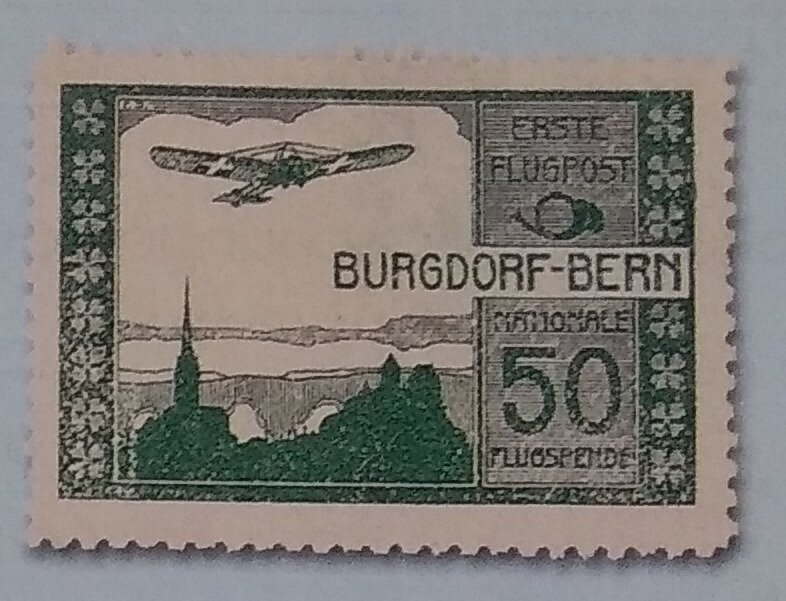 ERSTE
FLUGPOST
BURGDORF-BERN
NATIONALE
50
FLUGSPENDE